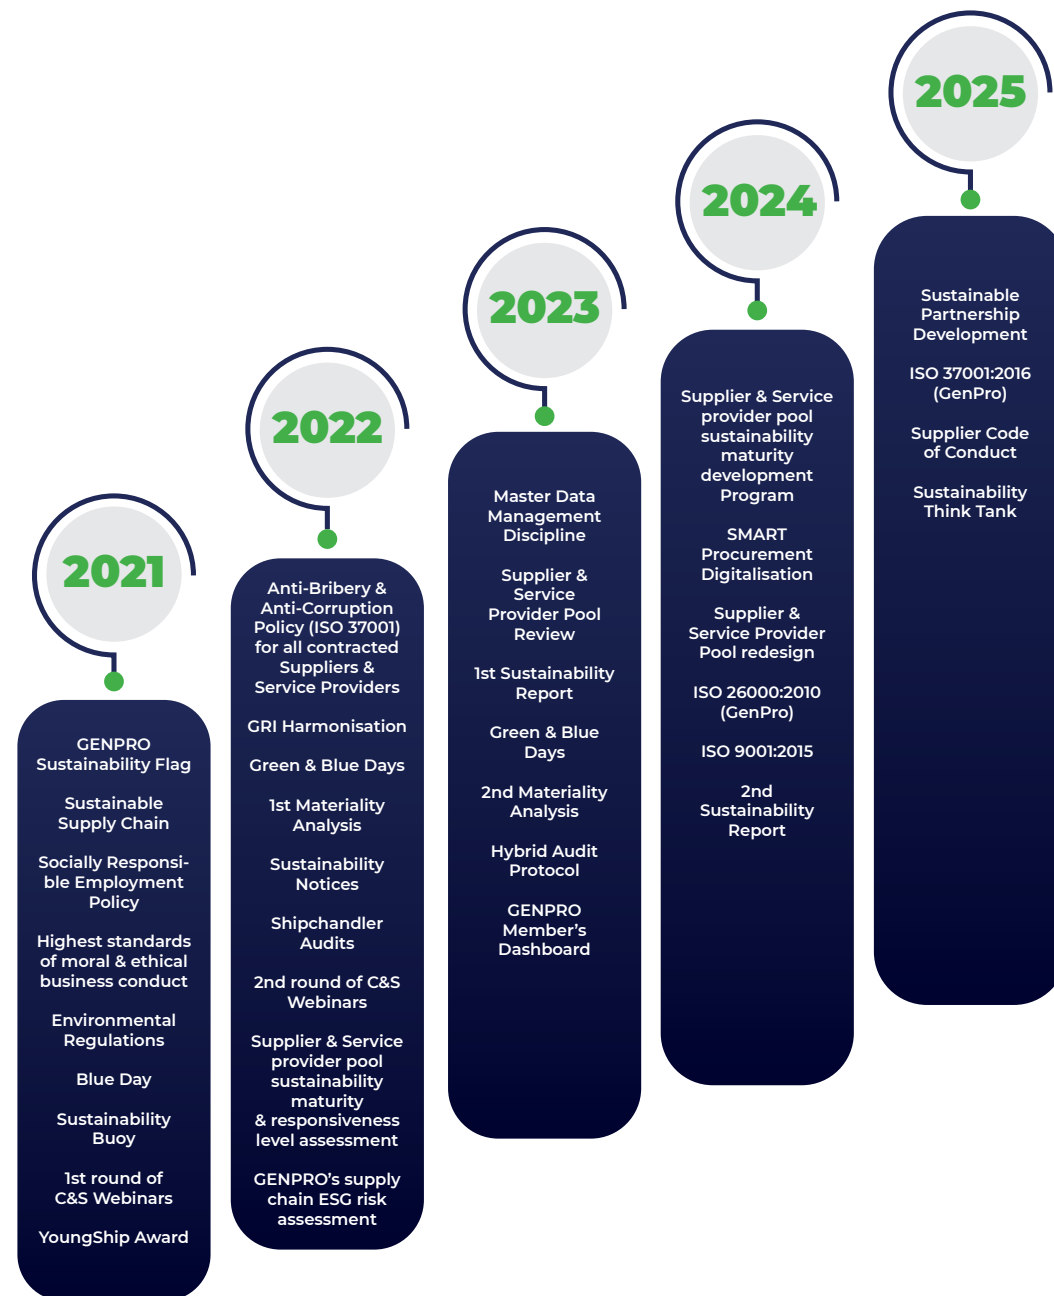 2021
GENPRO
Sustainability Flag
Sustainable
Supply Chain
Socially Responsi-
ble Employment
Policy
Highest standards
of moral & ethical
business conduct
Environmental
Regulations
Blue Day
Sustainability
Buoy
1st round of
C&S Webinars
YoungShip Award
2022
Anti-Bribery &
Anti-Corruption
Policy (ISO 37001)
for all contracted
Suppliers &
Service Providers
GRI Harmonisation
Green & Blue Days
1st Materiality
Analysis
Sustainability
Notices
Shipchandler
Audits
2nd round of C&S
Webinars
Supplier & Service
provider pool
sustainability
maturity
& responsiveness
level assessment
GENPRO’s supply
chain ESG risk
assessment
2023
Master Data
Management
Discipline
Supplier &
Service
Provider Pool
Review
1st Sustainability
Report
Green & Blue
Days
2nd Materiality
Analysis
Hybrid Audit
Protocol
GENPRO
Member’s
Dashboard
2024
Supplier & Service
provider pool
sustainability
maturity
development
Program
SMART
Procurement
Digitalisation
Supplier &
Service Provider
Pool redesign
ISO 26000:2010
(GenPro)
ISO 9001:2015
2nd
Sustainability
Report
2025
Sustainable
Partnership
Development
ISO 37001:2016
(GenPro)
Supplier Code
of Conduct
Sustainability
Think Tank